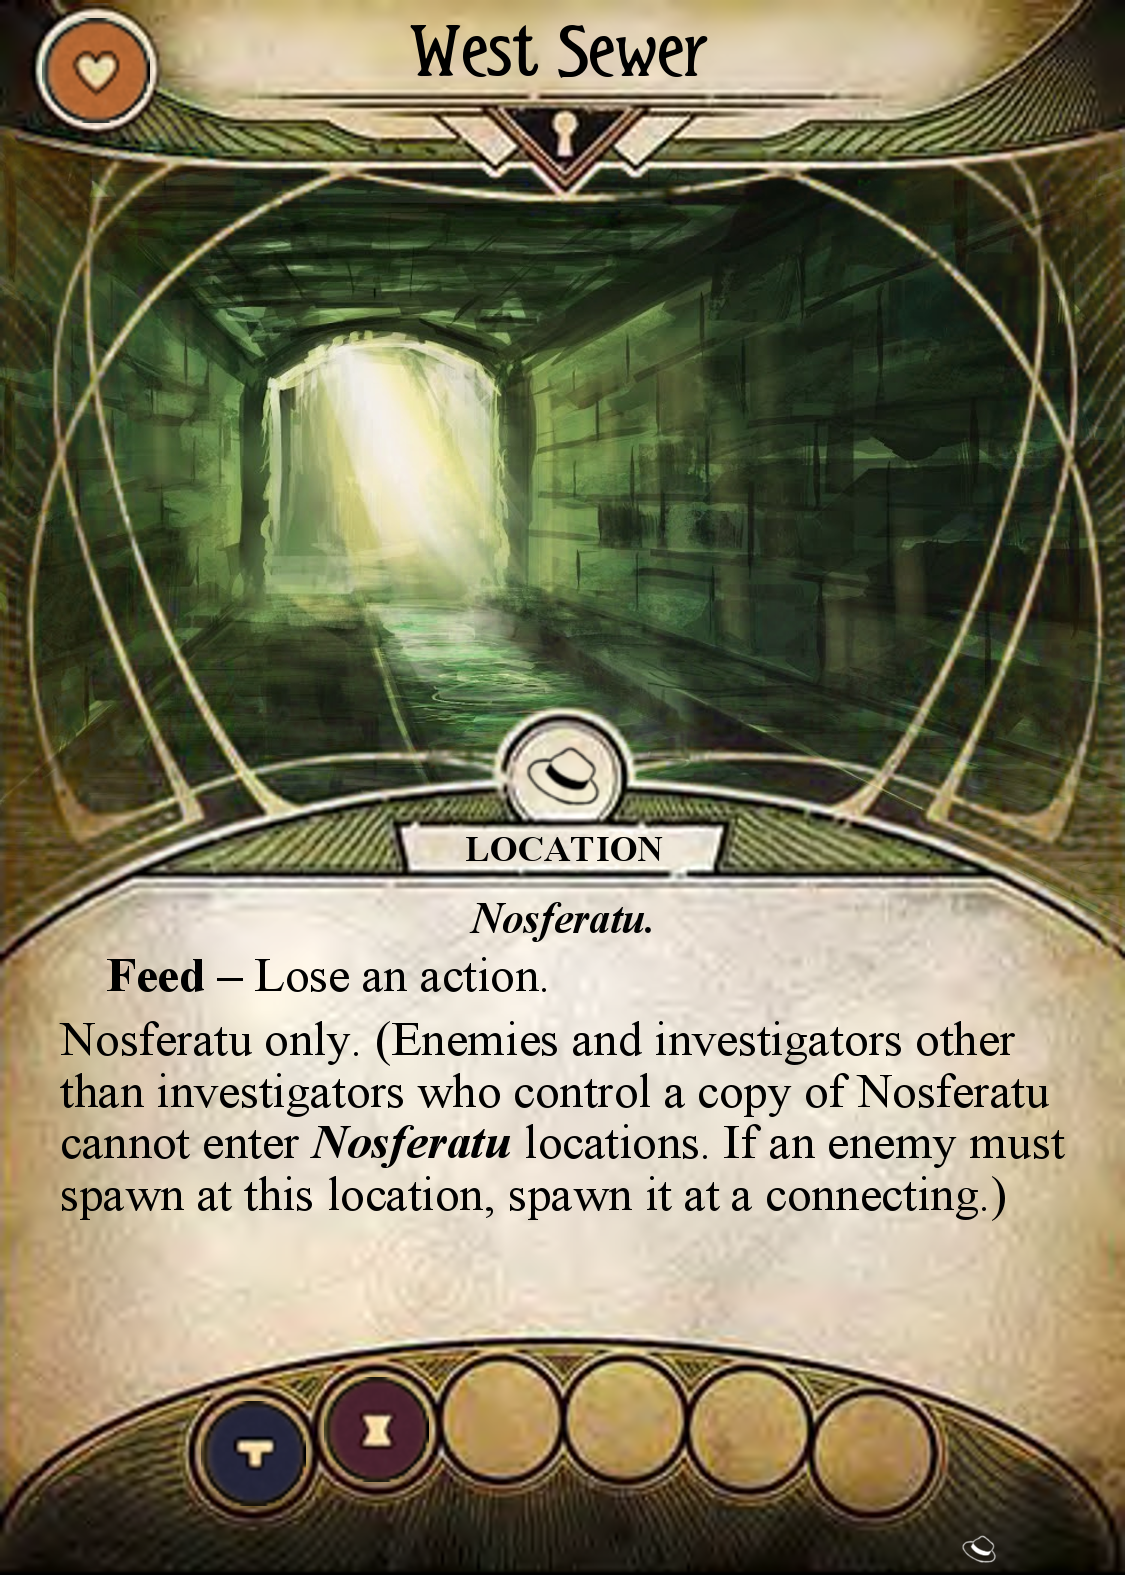 West Sewer
LOCATION
Nosferatu.
Feed – Lose an action.
Nosferatu only. (Enemies and investigators other
than investigators who control a copy of Nosferatu
cannot enter Nosferatu locations. If an enemy must
spawn at this location, spawn it at a connecting.)